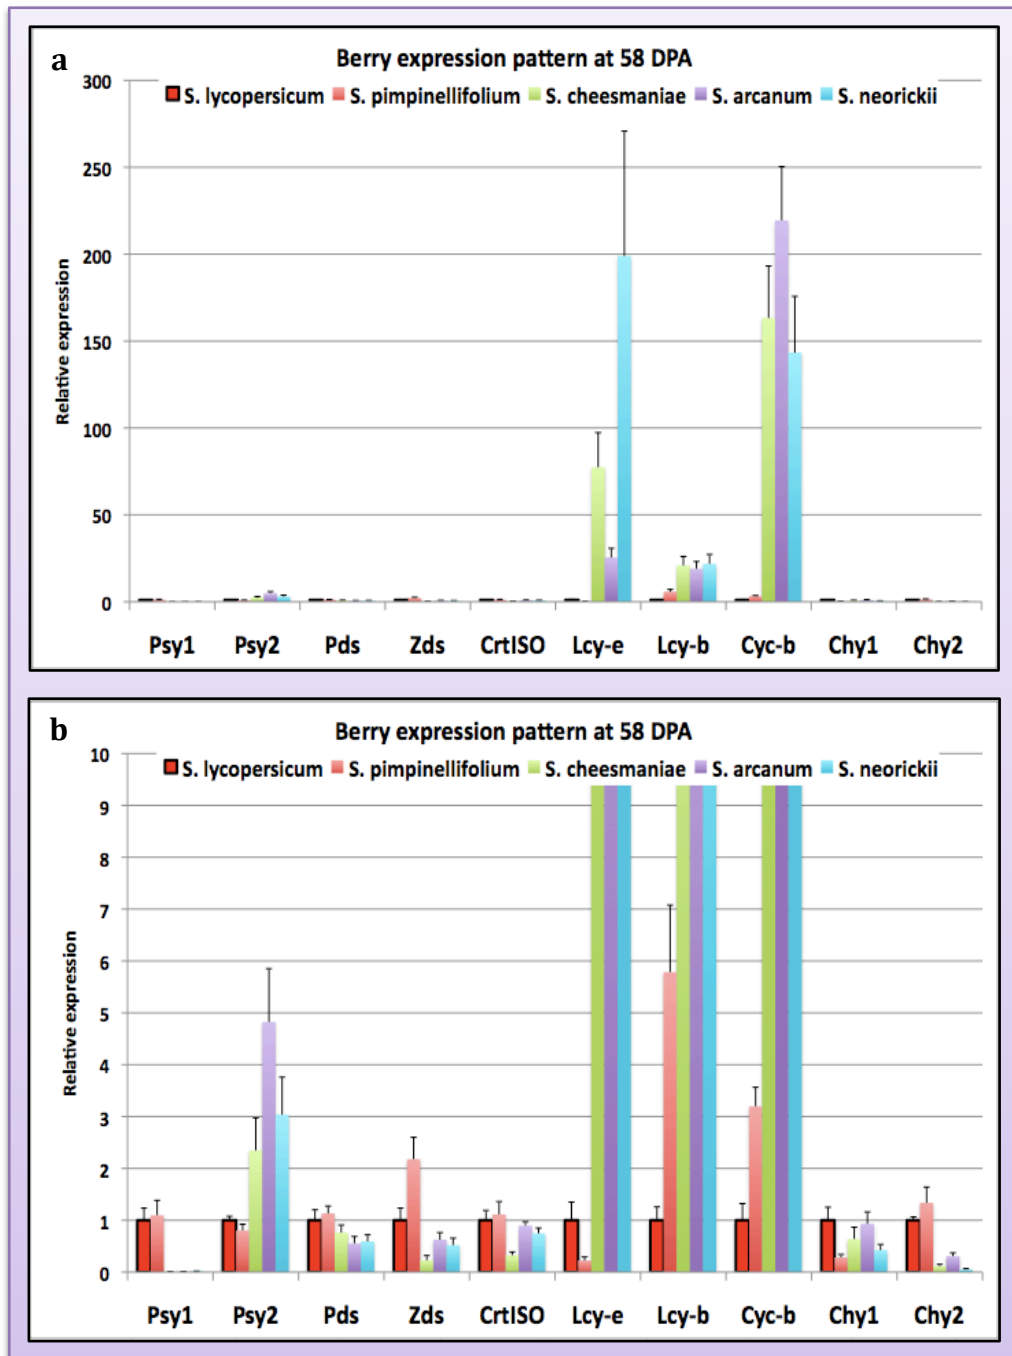 a
Berry expression pattern at 58 DPA
S. lycopersicum S. pimpinellifolium S. cheesmaniae S. arcanum S. neorickii
300
250
200
150
100
50
0
Relative expression
Psy1 Psy2 Pds Zds CrtISO Lcy-e Lcy-b Cyc-b Chy1 Chy2
b
Berry expression pattern at 58 DPA
S. lycopersicum S. pimpinellifolium S. cheesmaniae S. arcanum S. neorickii
10
9
8
7
6
5
4
3
2
1
0
Relative expression
Psy1 Psy2 Pds Zds CrtISO Lcy-e Lcy-b Cyc-b Chy1 Chy2